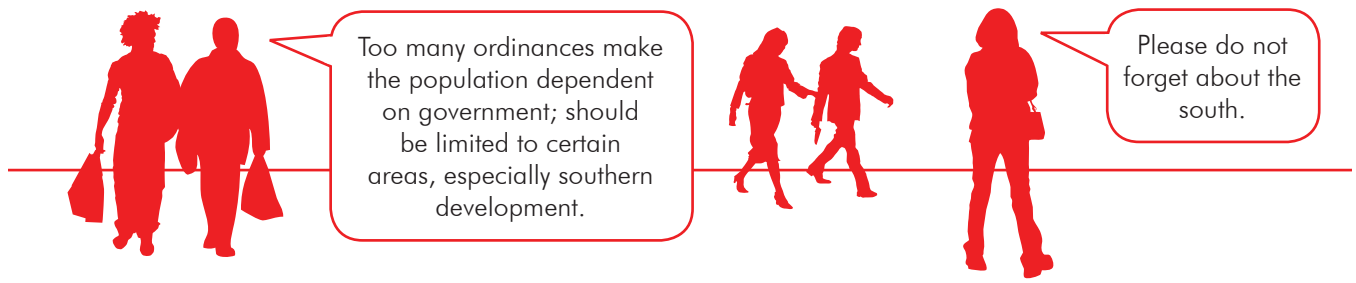 Too many ordinances make
the population dependent
on government; should
be limited to certain
areas, especially southern
development.
Please do not
forget about the
south.